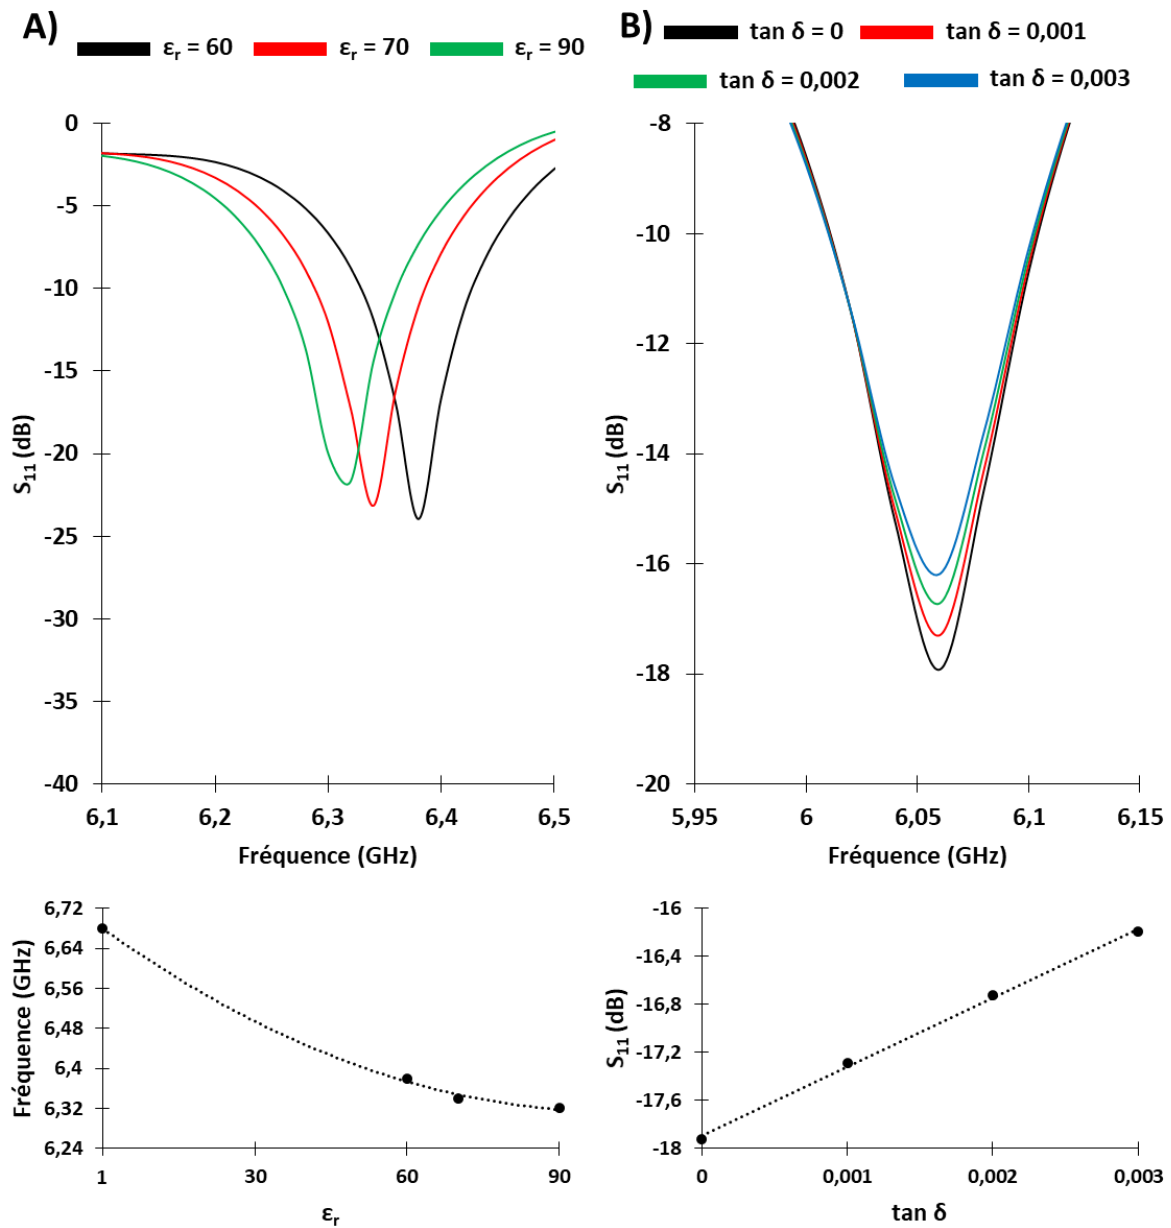 A)
εr = 60 εr = 70 εr = 90
0
-5
-10
-15
-20
-25
-30
-35
-40
S11 (dB)
6,1 6,2 6,3 6,4 6,5
Fréquence (GHz)
B)
tan δ = 0 tan δ = 0,001
tan δ = 0,002 tan δ = 0,003
-8
-10
-12
-14
-16
-18
-20
S11 (dB)
5,95 6 6,05 6,1 6,15
Fréquence (GHz)
6,72
6,64
6,56
6,48
6,4
6,32
6,24
Fréquence (GHz)
1 30 60 90
εr
-16
-16,4
-16,8
-17,2
-17,6
-18
S11 (dB)
0 0,001 0,002 0,003
tan δ